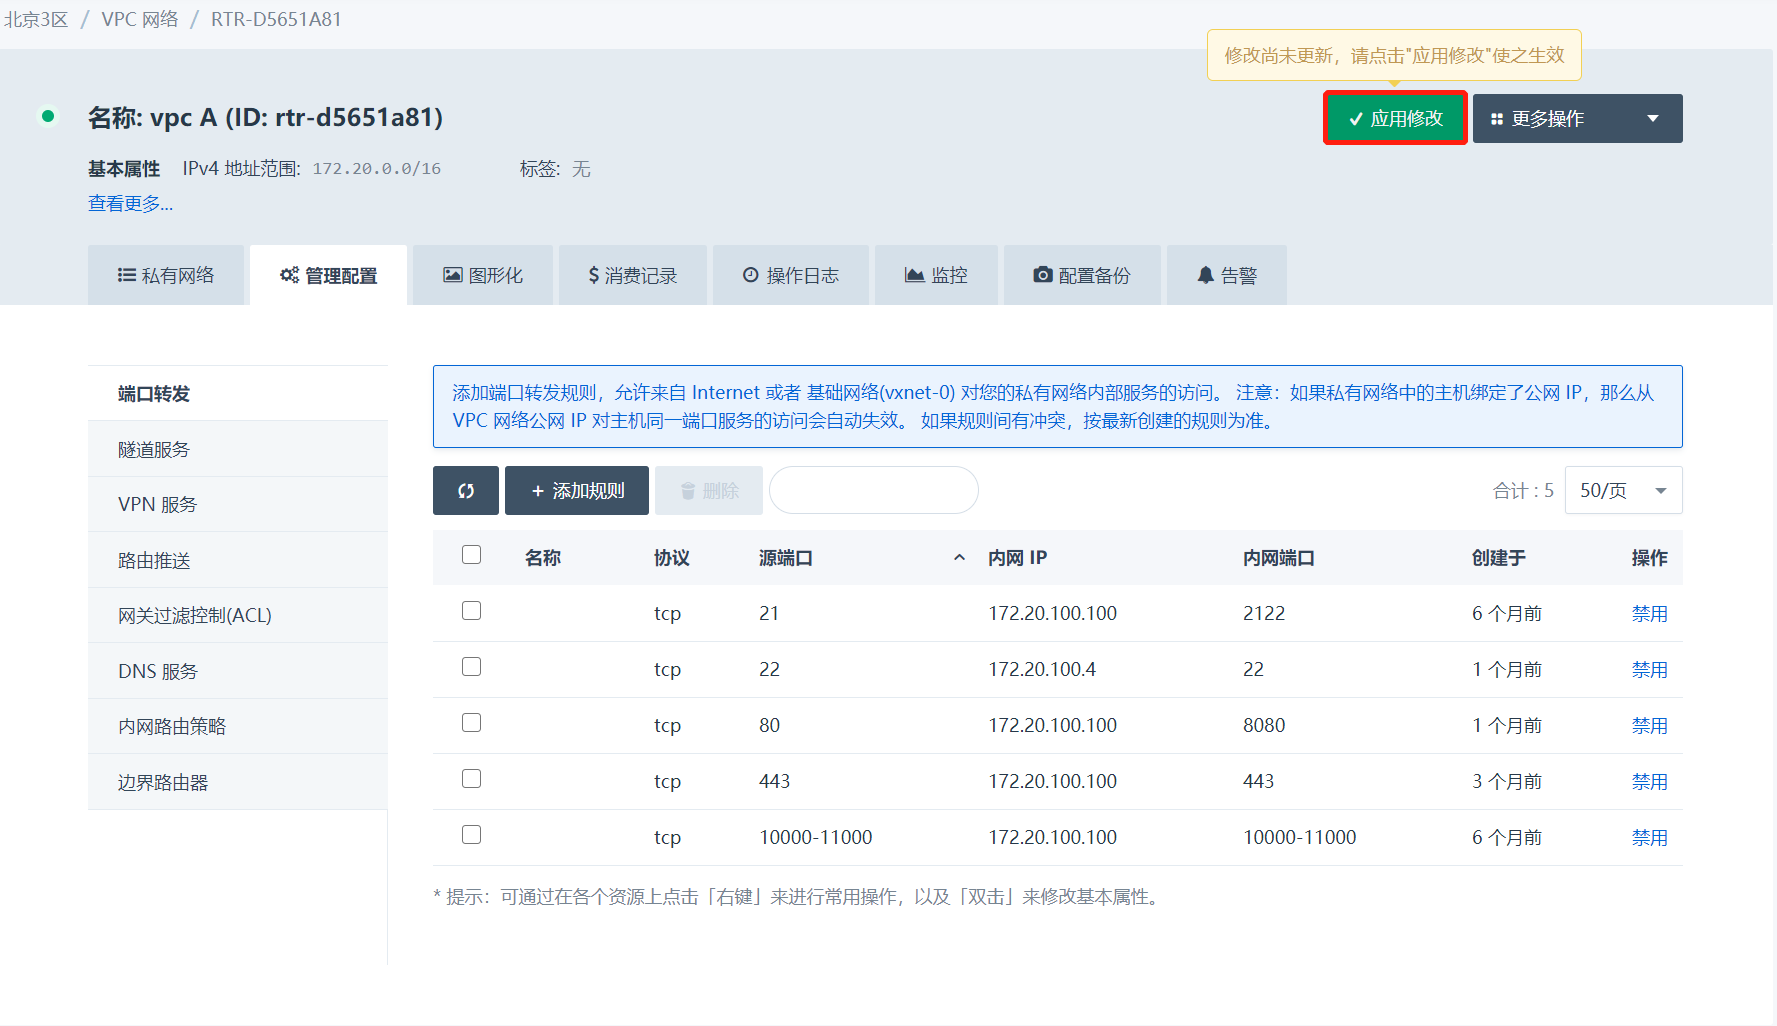 北京3区 / VPC 网络 / RTR-D5651A81
修改尚未更新，请点击"应用修改"使之生效
名称: vpc A (ID: rtr-d5651a81)
应用修改 更多操作
基本属性 IPv4 地址范围: 172.20.0.0/16 标签: 无
查看更多...
私有网络 管理配置 图形化 $ 消费记录 操作日志 监控 配置备份 告警
端口转发
隧道服务
VPN 服务
路由推送
网关过滤控制(ACL)
DNS 服务
内网路由策略
边界路由器
添加端口转发规则，允许来自 Internet 或者 基础网络(vxnet-0) 对您的私有网络内部服务的访问。 注意：如果私有网络中的主机绑定了公网 IP，那么从
VPC 网络公网 IP 对主机同一端口服务的访问会自动失效。 如果规则间有冲突，按最新创建的规则为准。
+ 添加规则 删除 合计 : 5 50/页
名称 协议 源端口 内网 IP 内网端口 创建于 操作
tcp 21 172.20.100.100 2122 6 个月前 禁用
tcp 22 172.20.100.4 22 1 个月前 禁用
tcp 80 172.20.100.100 8080 1 个月前 禁用
tcp 443 172.20.100.100 443 3 个月前 禁用
tcp 10000-11000 172.20.100.100 10000-11000 6 个月前 禁用
* 提示：可通过在各个资源上点击「右键」来进行常用操作，以及「双击」来修改基本属性。